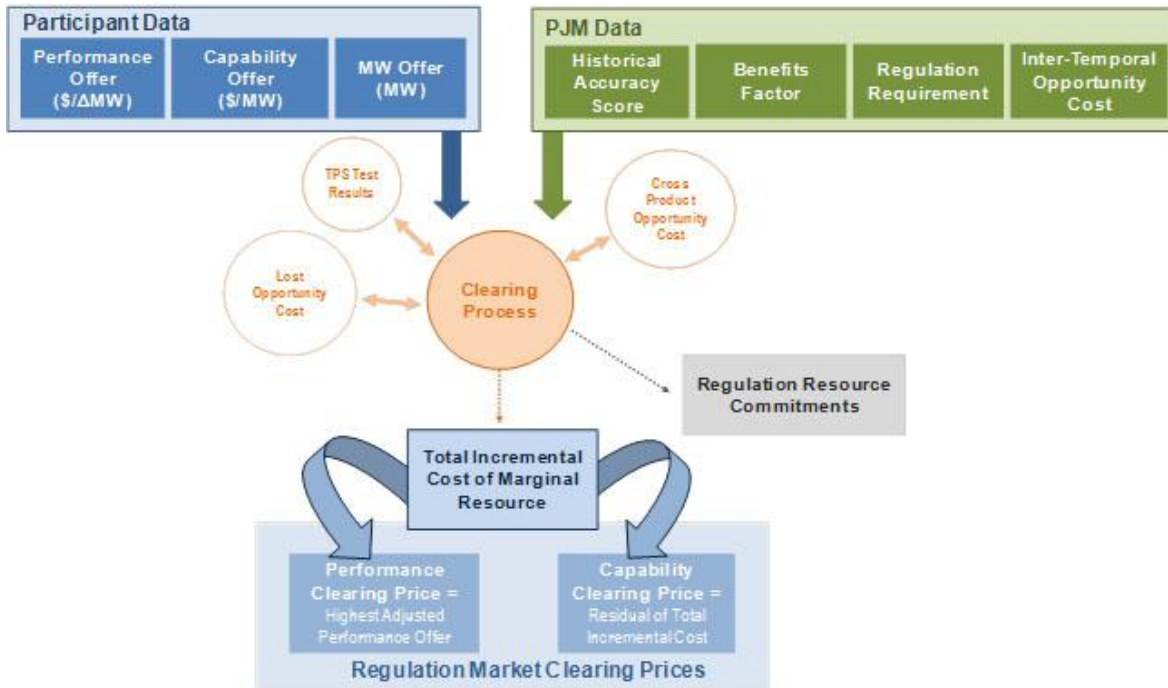 Participant Data
Performance
Offer
($/ΔMW)
Capability
Offer
($/MW)
MW Offer
(MW)
PJM Data
Historical
Accuracy
Score
Benefits
Factor
Regulation
Requirement
Inter-Temporal
Opportunity
Cost
TPS Test
Results
Cross
Product
Opportunity
Cost
Lost
Opportunity
Cost
Clearing
Process
Regulation Resource
Commitments
Total Incremental
Cost of Marginal
Resource
Performance
Clearing Price =
Highest Adjusted
Performance Offer
Capability
Clearing Price =
Residual of Total
Incremental Cost
Regulation Market Clearing Prices